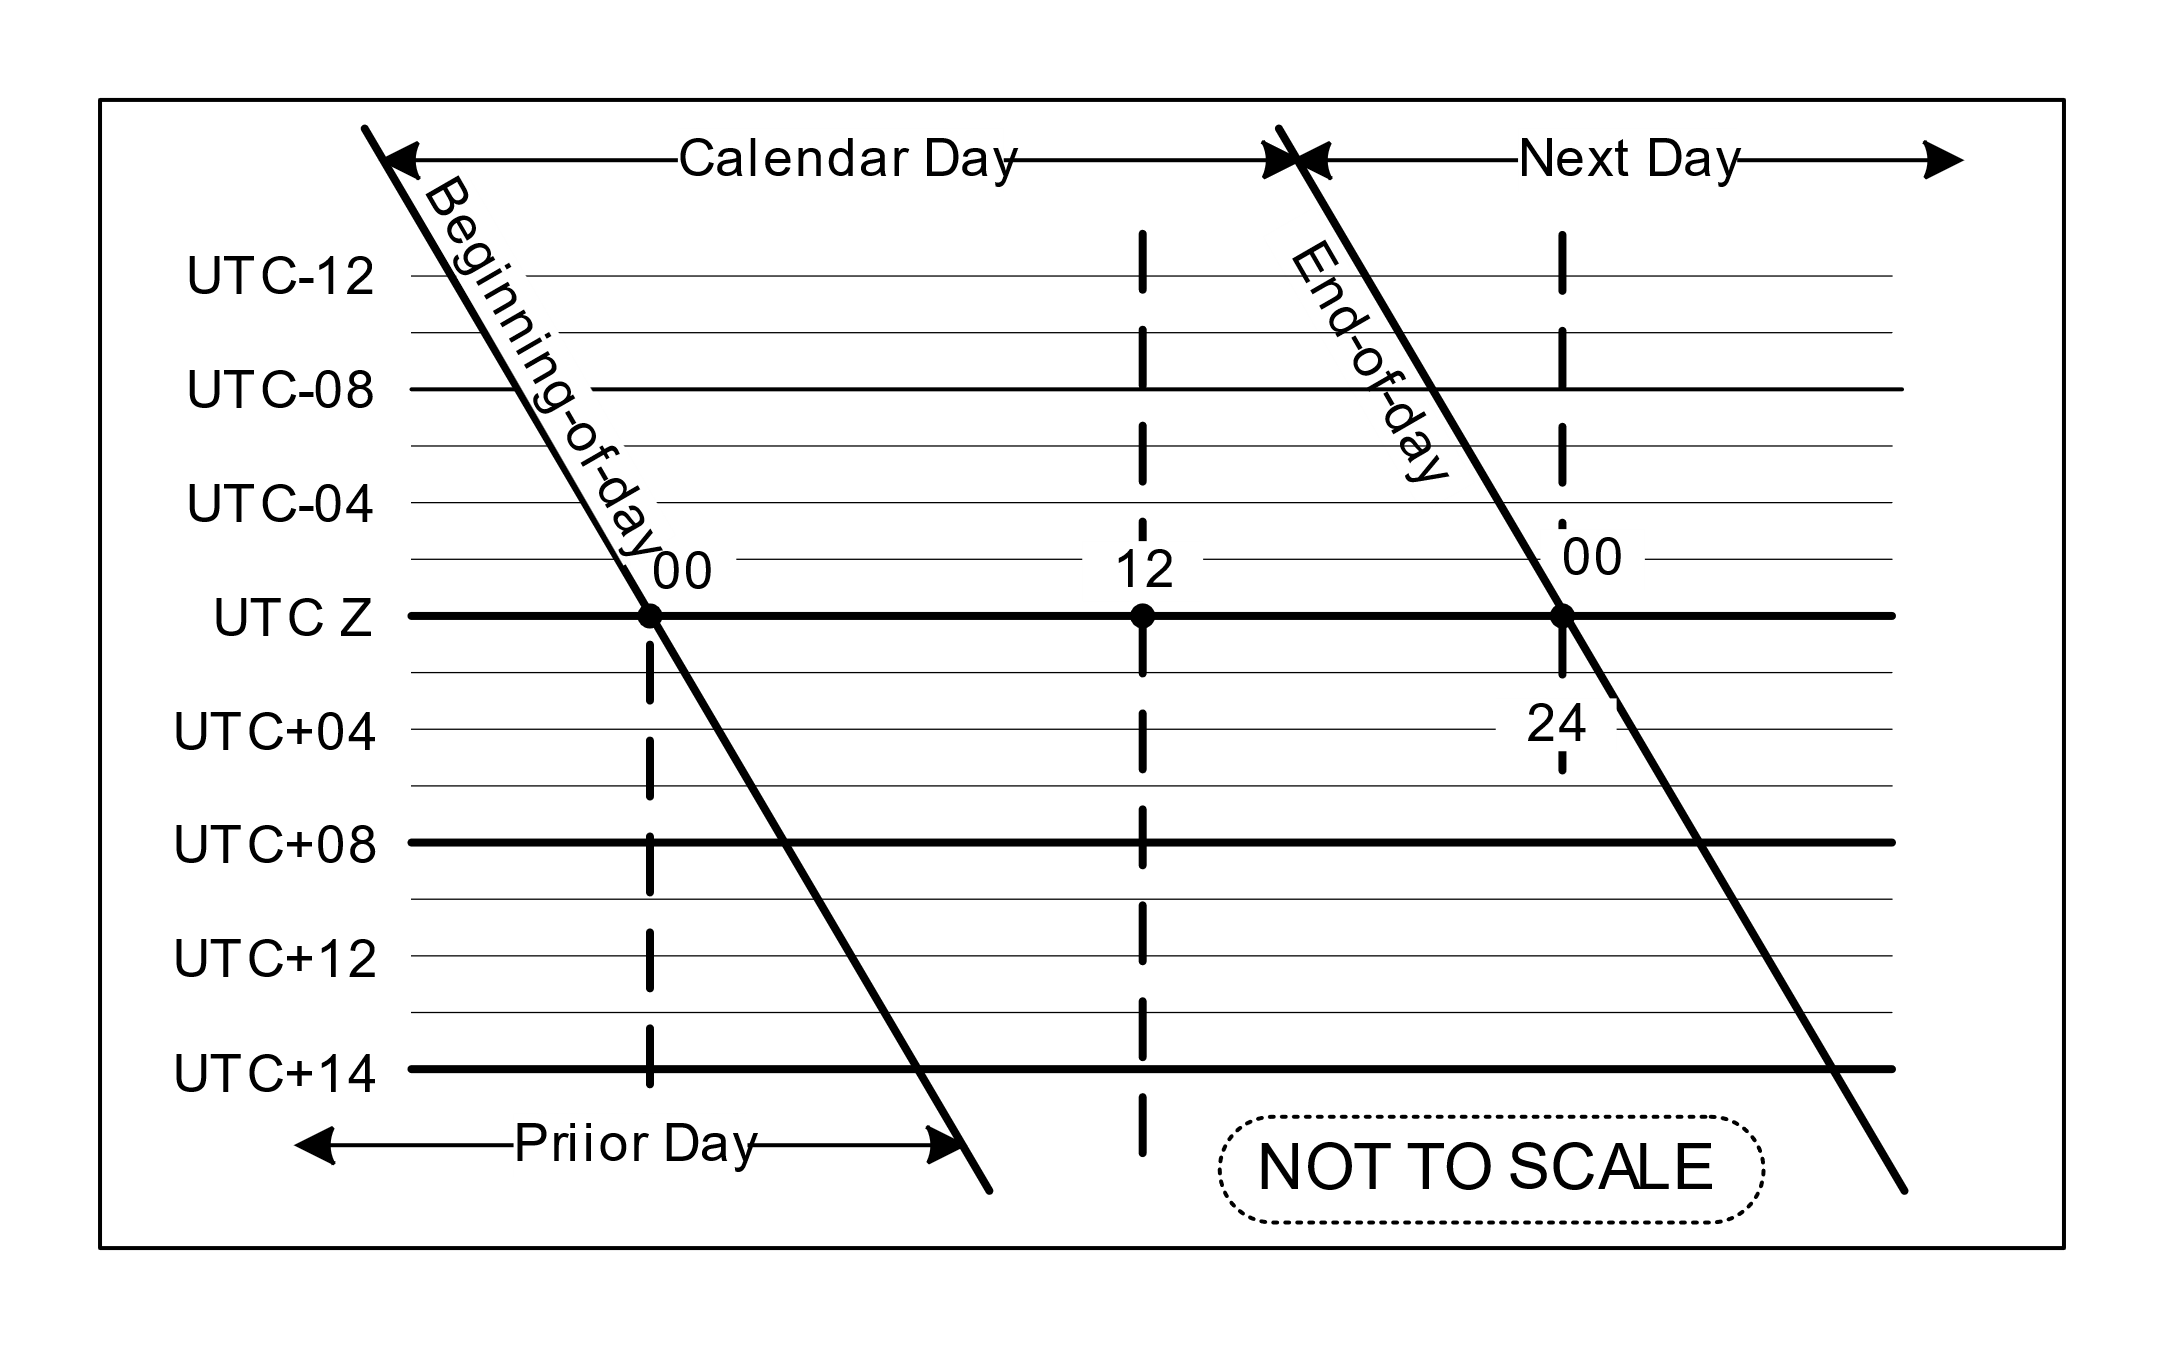 Calendar Day
Next Day
Beginning-of-day
End-of-day
UTC-12
UTC-08
UTC-04
00
12
00
UTC Z
24
UTC+04
UTC+08
UTC+12
UTC+14
Priior Day
NOT TO SCALE